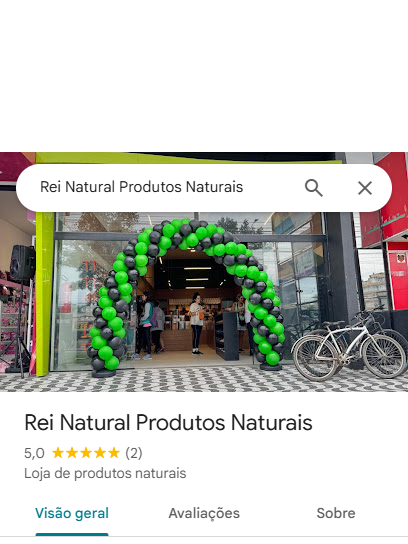 Rei Natural Produtos Naturais
Rei Natural Produtos Naturais
5,0 ★★★★★ (2)
Loja de produtos naturais
Visão geral Avaliações Sobre